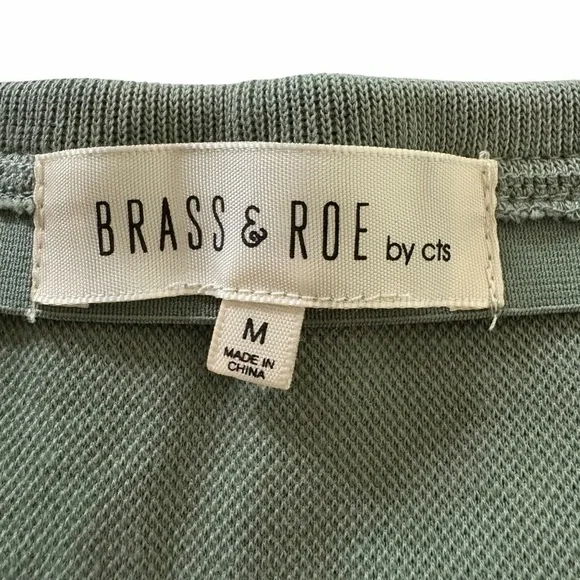 BRASS & ROE by cts
M
MADE IN
CHINA